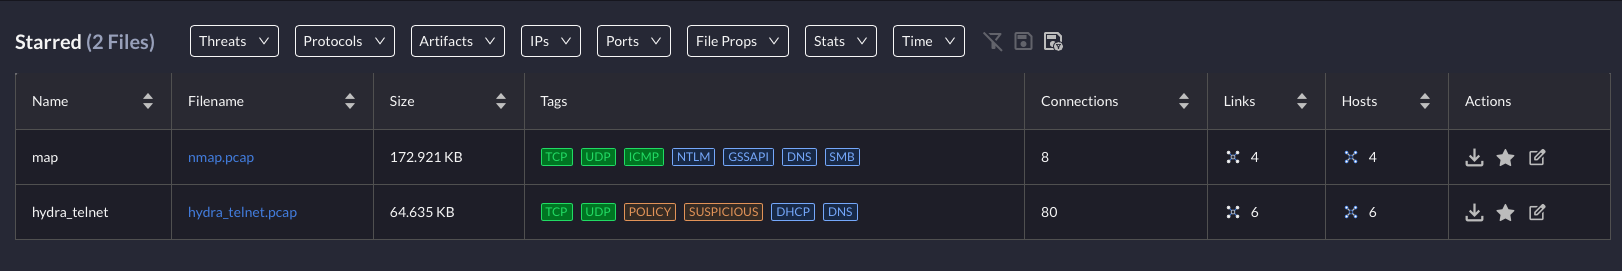 Starred (2 Files) Threats Protocols Artifacts IPs Ports File Props Stats Time
Name Filename Size Tags Connections Links Hosts Actions
map nmap.pcap 172.921 KB TCP UDP ICMP NTLM GSSAPI DNS SMB 8 4 4
hydra_telnet hydra_telnet.pcap 64.635 KB TCP UDP POLICY SUSPICIOUS DHCP DNS 80 6 6